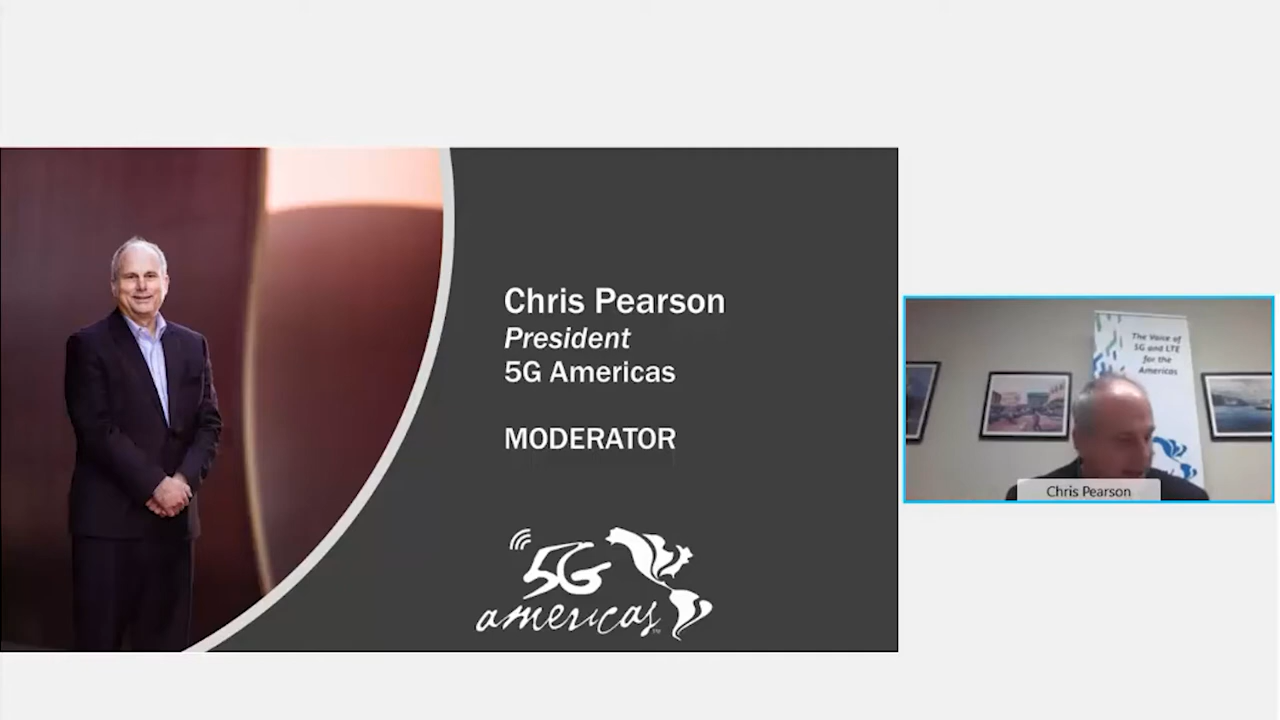 Chris Pearson
President
5G Americas
MODERATOR
5G
americas
The Voice of
5G and LTE
for the
Americas
Chris Pearson